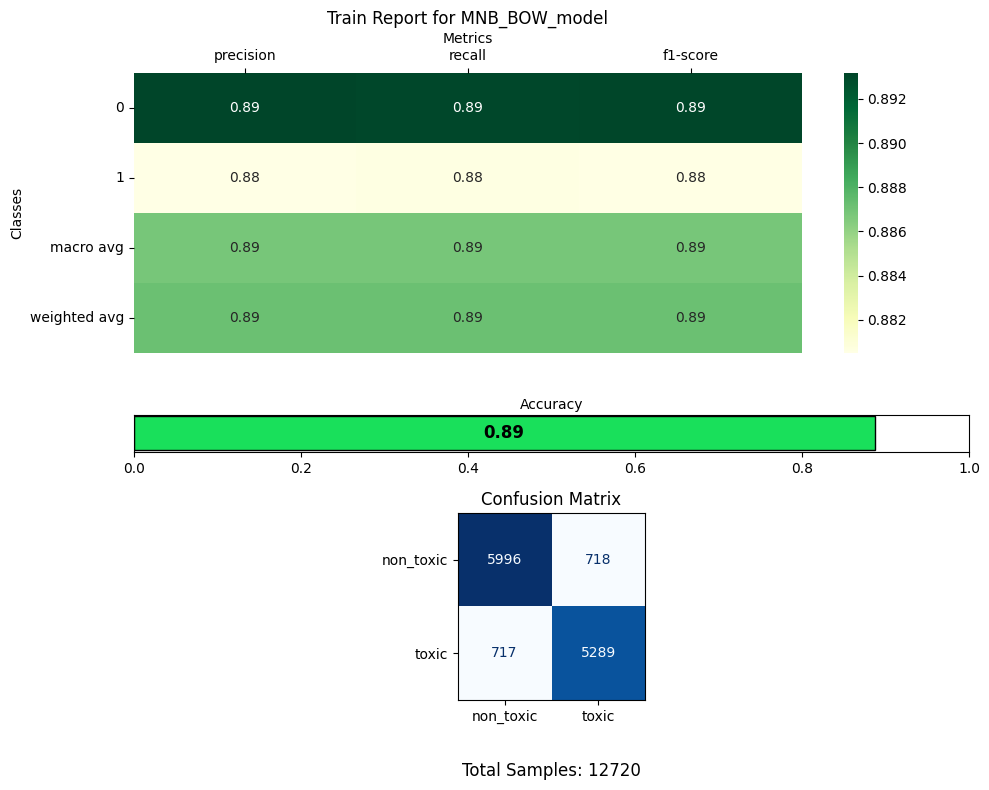 Train Report for MNB_BOW_model
Metrics
precision recall f1-score
0 0.89 0.89 0.89 0.892
0.890
1 0.88 0.88 0.88 0.888
Classes
0.886
macro avg 0.89 0.89 0.89
0.884
weighted avg 0.89 0.89 0.89 0.882
Accuracy
0.89
0.0 0.2 0.4 0.6 0.8 1.0
Confusion Matrix
non_toxic 5996 718
toxic 717 5289
non_toxic toxic
Total Samples: 12720